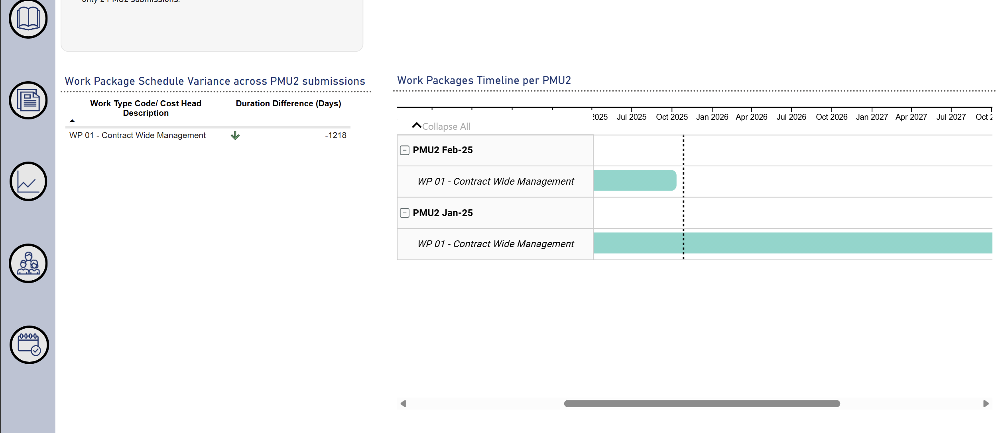 only 2 PMU2 submissions.
Work Package Schedule Variance across PMU2 submissions
Work Type Code/ Cost Head
Description
Duration Difference (Days)
WP 01 - Contract Wide Management -1218
Work Packages Timeline per PMU2
2025 Jul 2025 Oct 2025 Jan 2026 Apr 2026 Jul 2026 Oct 2026 Jan 2027 Apr 2027 Jul 2027 Oct
Collapse All
PMU2 Feb-25
WP 01 - Contract Wide Management
PMU2 Jan-25
WP 01 - Contract Wide Management